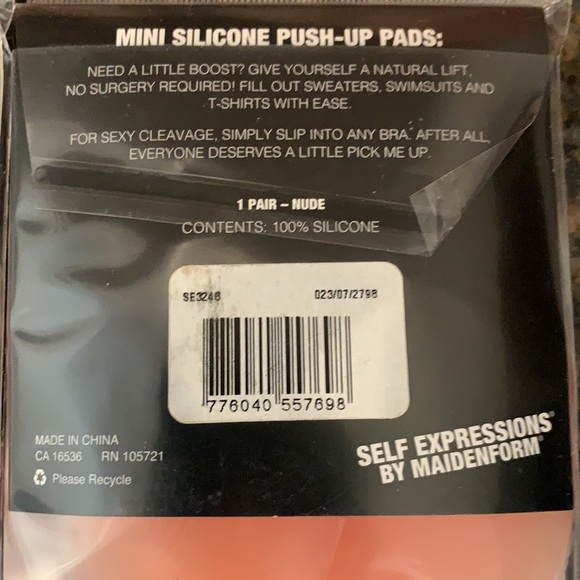 MINI SILICONE PUSH-UP PADS:
NEED A LITTLE BOOST? GIVE YOURSELF A NATURAL LIFT,
NO SURGERY REQUIRED! FILL OUT SWEATERS, SWIMSUITS AND
T-SHIRTS WITH EASE.
FOR SEXY CLEAVAGE, SIMPLY SLIP INTO ANY BRA. AFTER ALL,
EVERYONE DESERVES A LITTLE PICK ME UP.
1 PAIR – NUDE
CONTENTS: 100% SILICONE
SE3246 023/07/2798
776040 557698
MADE IN CHINA
CA 16536 RN 105721
Please Recycle
SELF EXPRESSIONS®
BY MAIDENFORM®